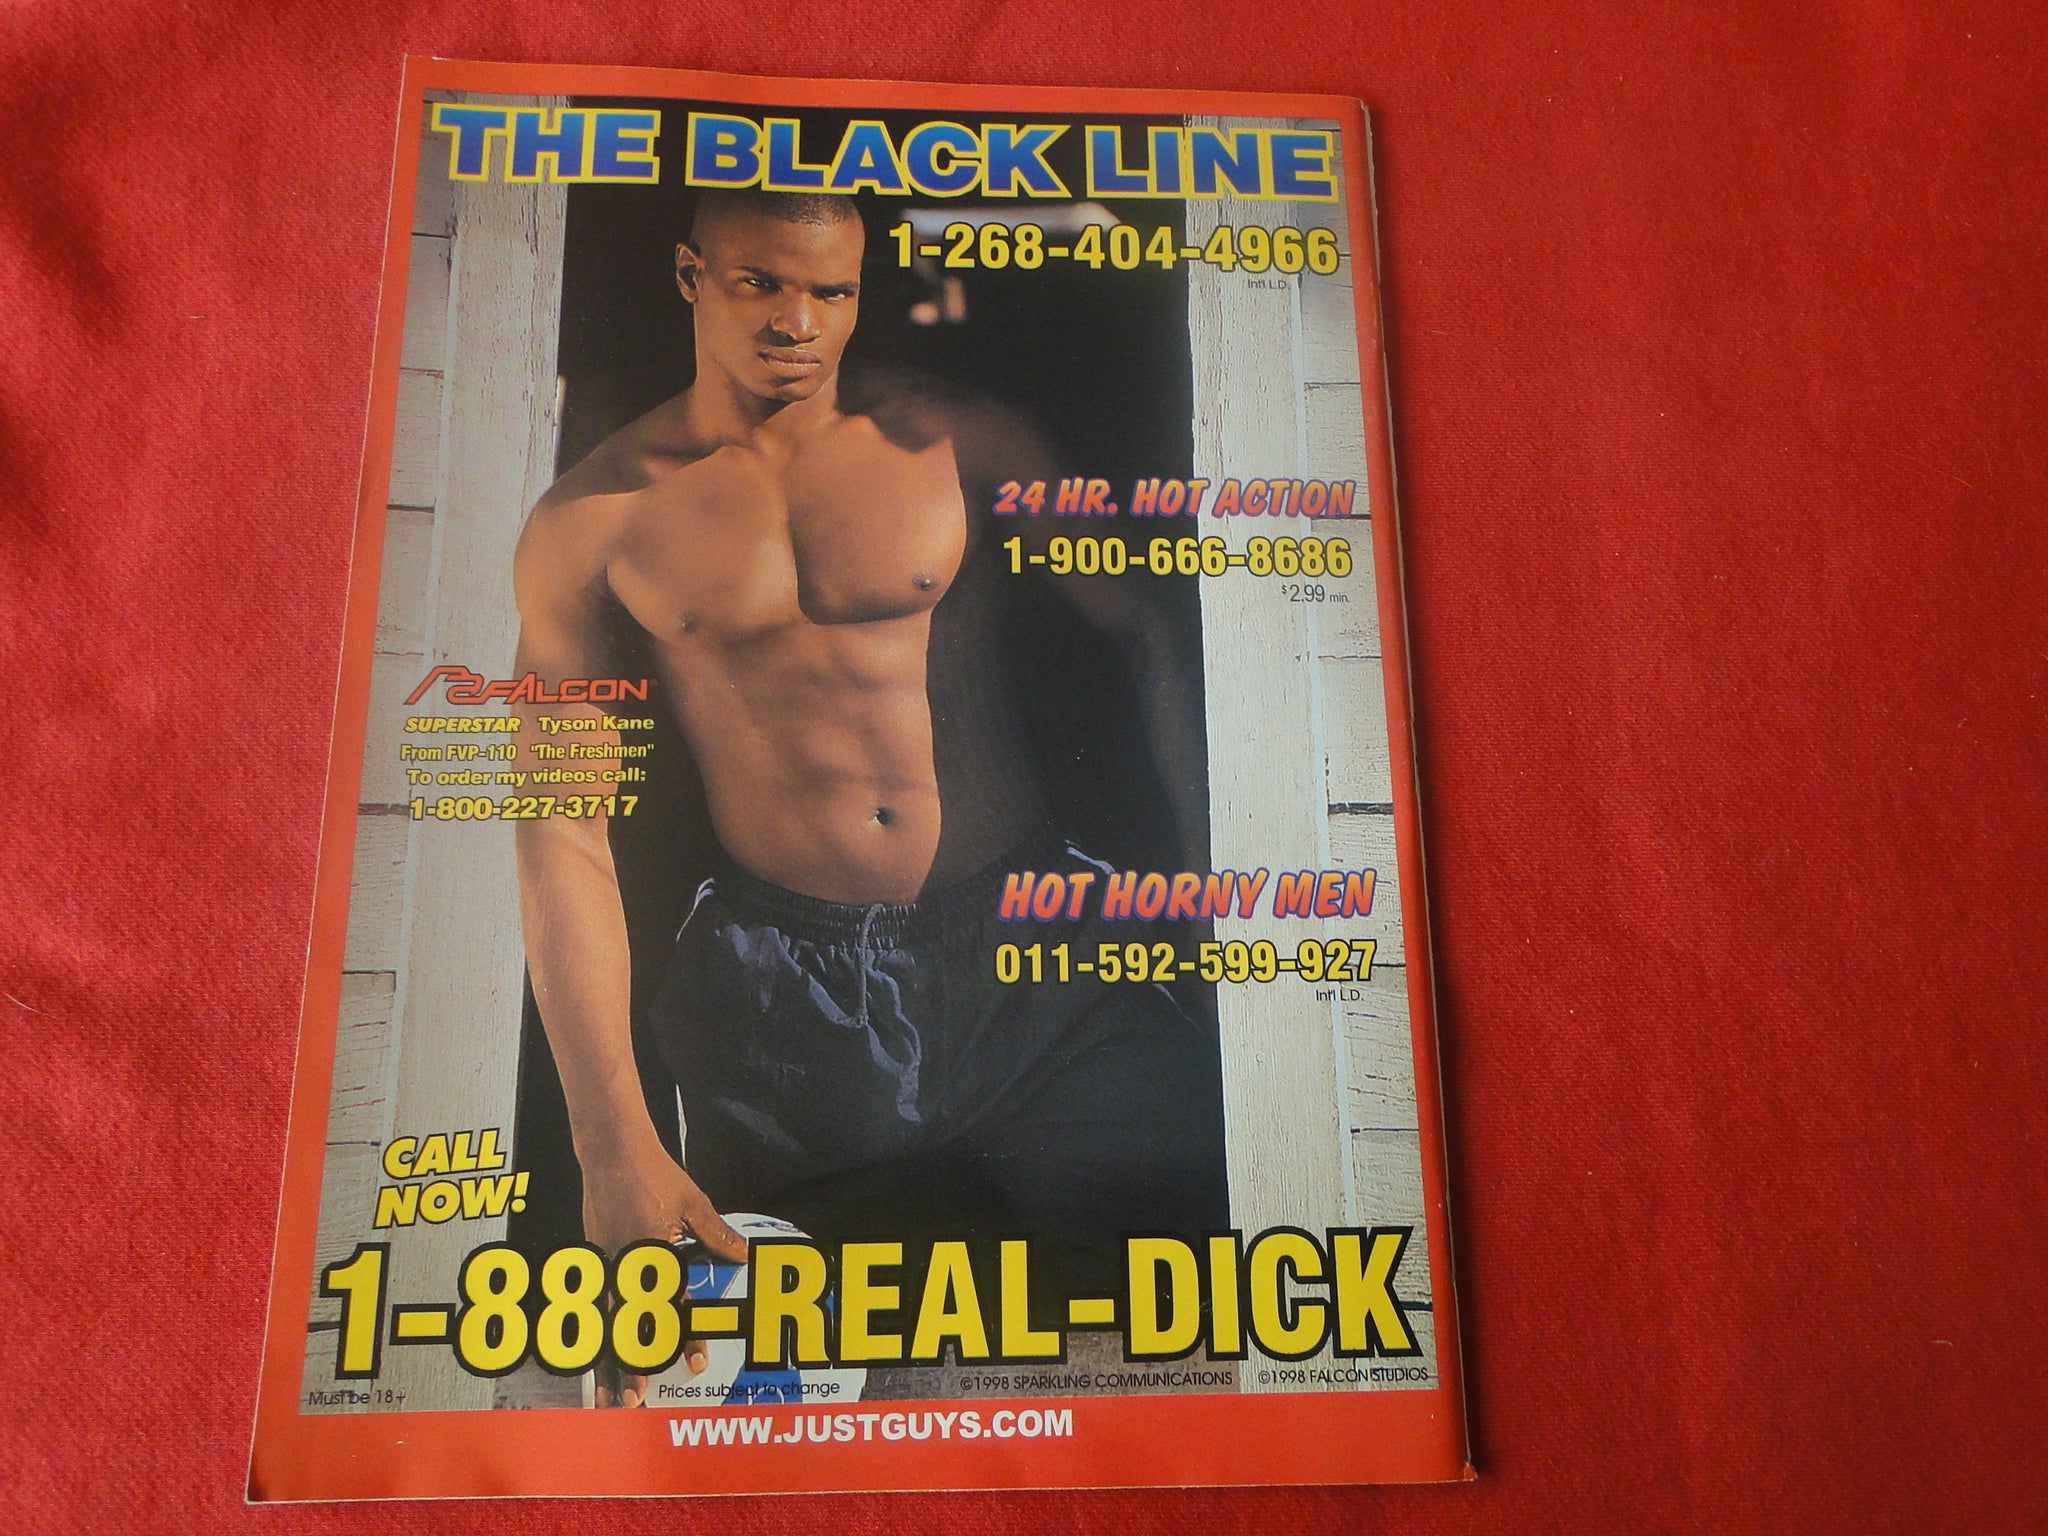 THE BLACK LINE
1-268-404-4966
Int'l L.D.
24 HR. HOT ACTION
1-900-666-8686
$2.99 min.
FALCON
SUPERSTAR Tyson Kane
From FVP-110 "The Freshmen"
To order my videos call:
1-800-227-3717
HOT HORNY MEN
011-592-599-927
Int'l L.D.
CALL
NOW!
1-888-REAL-DICK
Must be 18+
Prices subject to change
©1998 SPARKLING COMMUNICATIONS
©1998 FALCON STUDIOS
WWW.JUSTGUYS.COM